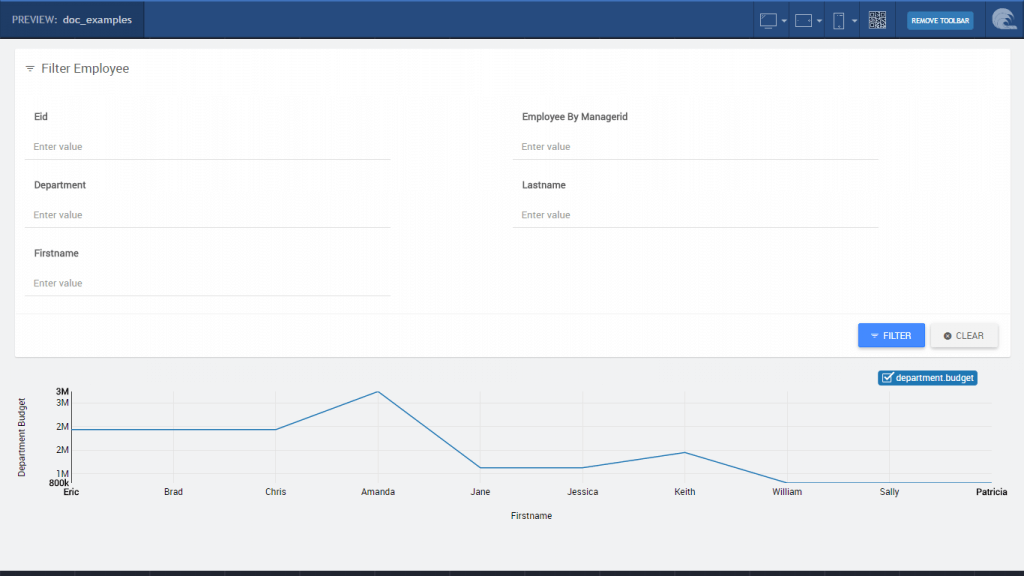 PREVIEW: doc_examples
REMOVE TOOLBAR
Filter Employee
Eid
Employee By Managerid
Enter value
Enter value
Department
Lastname
Enter value
Enter value
Firstname
Enter value
FILTER
CLEAR
department.budget
Department Budget
3M
3M
2M
2M
1M
800k
Eric Brad Chris Amanda Jane Jessica Keith William Sally Patricia
Firstname